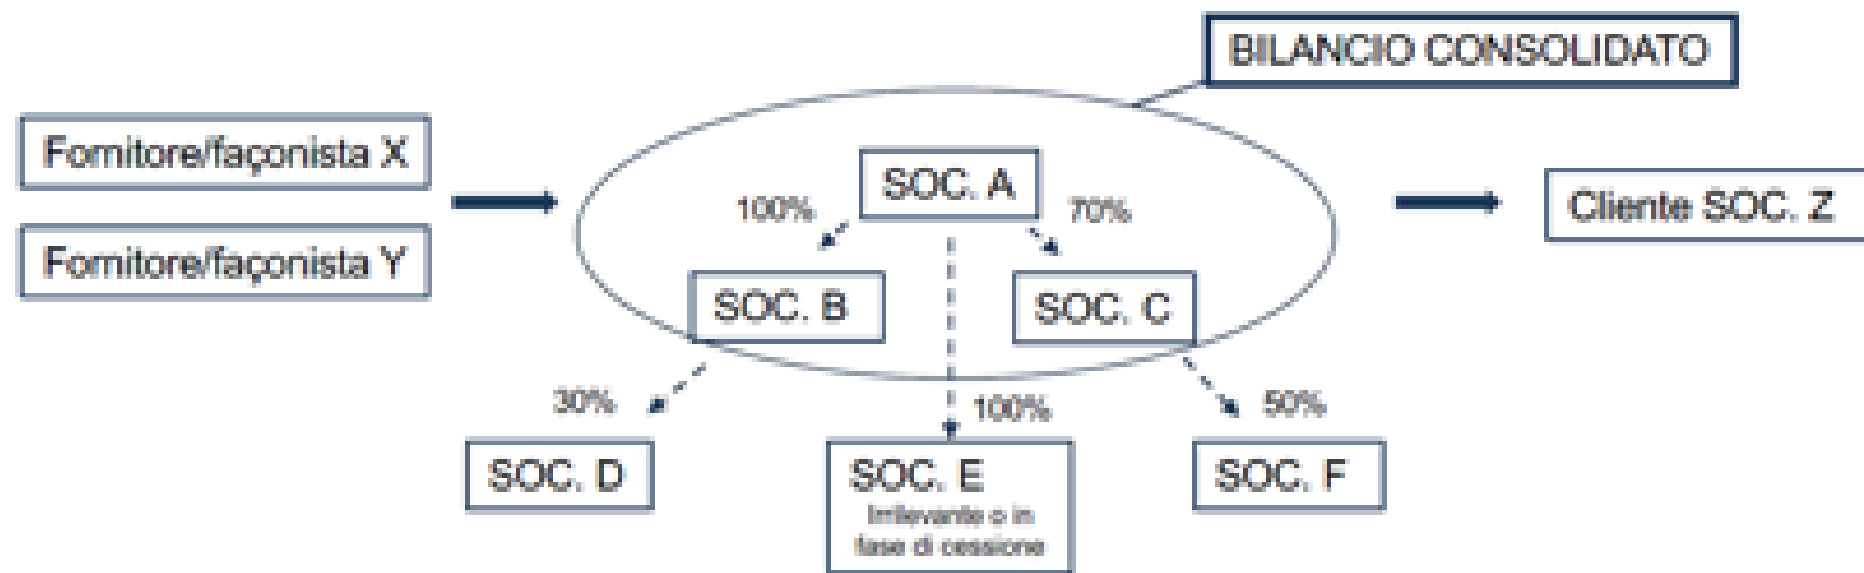 BILANCIO CONSOLIDATO
Fornitore/façonista X
Fornitore/façonista Y
SOC. A
100%
70%
SOC. B
SOC. C
Cliente SOC. Z
30%
100%
50%
SOC. D
SOC. E
Irrilevante o in
fase di cessione
SOC. F